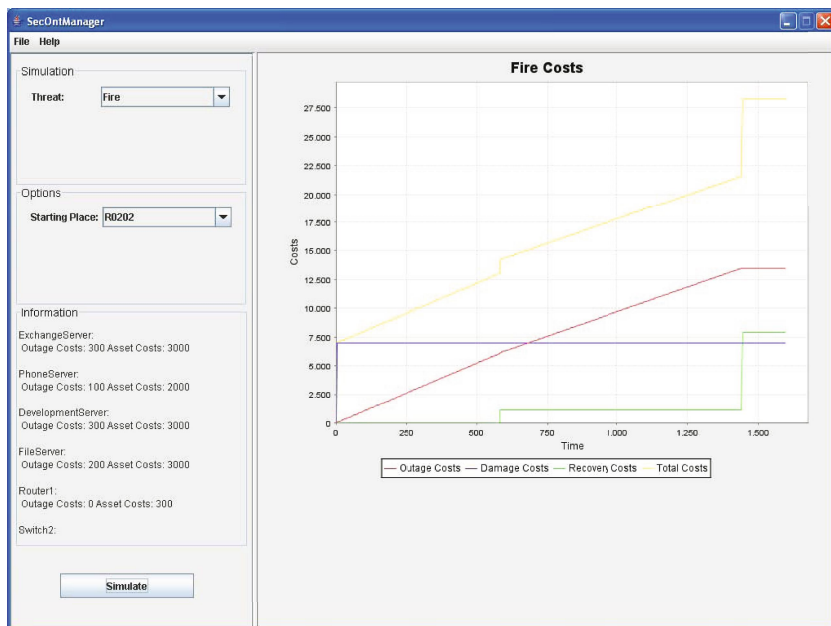 SecOntManager
File Help
Simulation
Threat: Fire
Options
Starting Place: R0202
Information
ExchangeServer:
Outage Costs: 300 Asset Costs: 3000
PhoneServer:
Outage Costs: 100 Asset Costs: 2000
DevelopmentServer:
Outage Costs: 300 Asset Costs: 3000
FileServer:
Outage Costs: 200 Asset Costs: 3000
Router1:
Outage Costs: 0 Asset Costs: 300
Switch2:
Simulate
Fire Costs
27.500
25.000
22.500
20.000
17.500
15.000
12.500
10.000
7.500
5.000
2.500
0
Costs
0 250 500 750 1.000 1.250 1.500
Time
Outage Costs Damage Costs Recovery Costs Total Costs